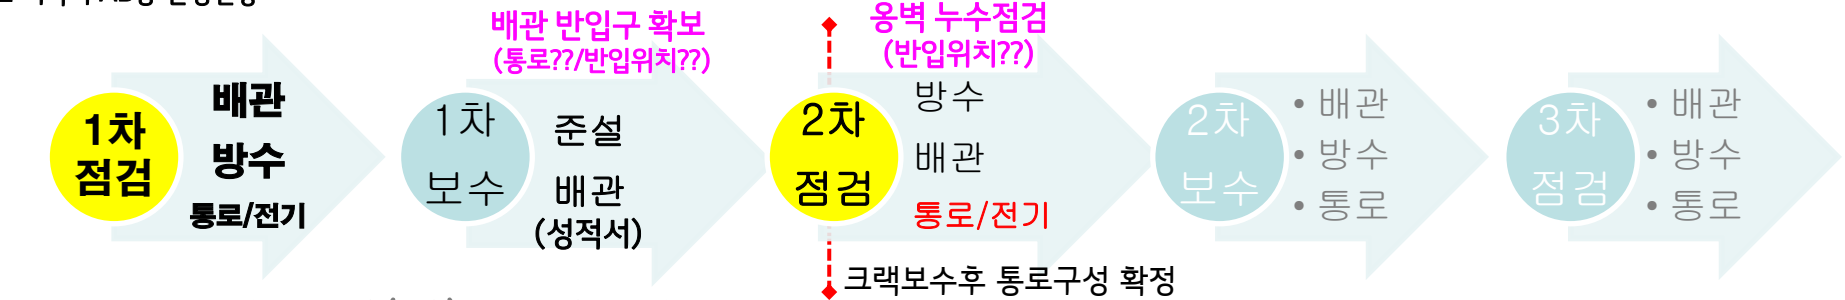 배관 반입구 확보
(통로??/반입위치??)
옹벽 누수점검
(반입위치??)
1차
점검
배관
방수
통로/전기
1차
보수
준설
배관
(성적서)
2차
점검
방수
배관
통로/전기
크랙보수후 통로구성 확정
2차
보수
• 배관
• 방수
• 통로
3차
점검
• 배관
• 방수
• 통로